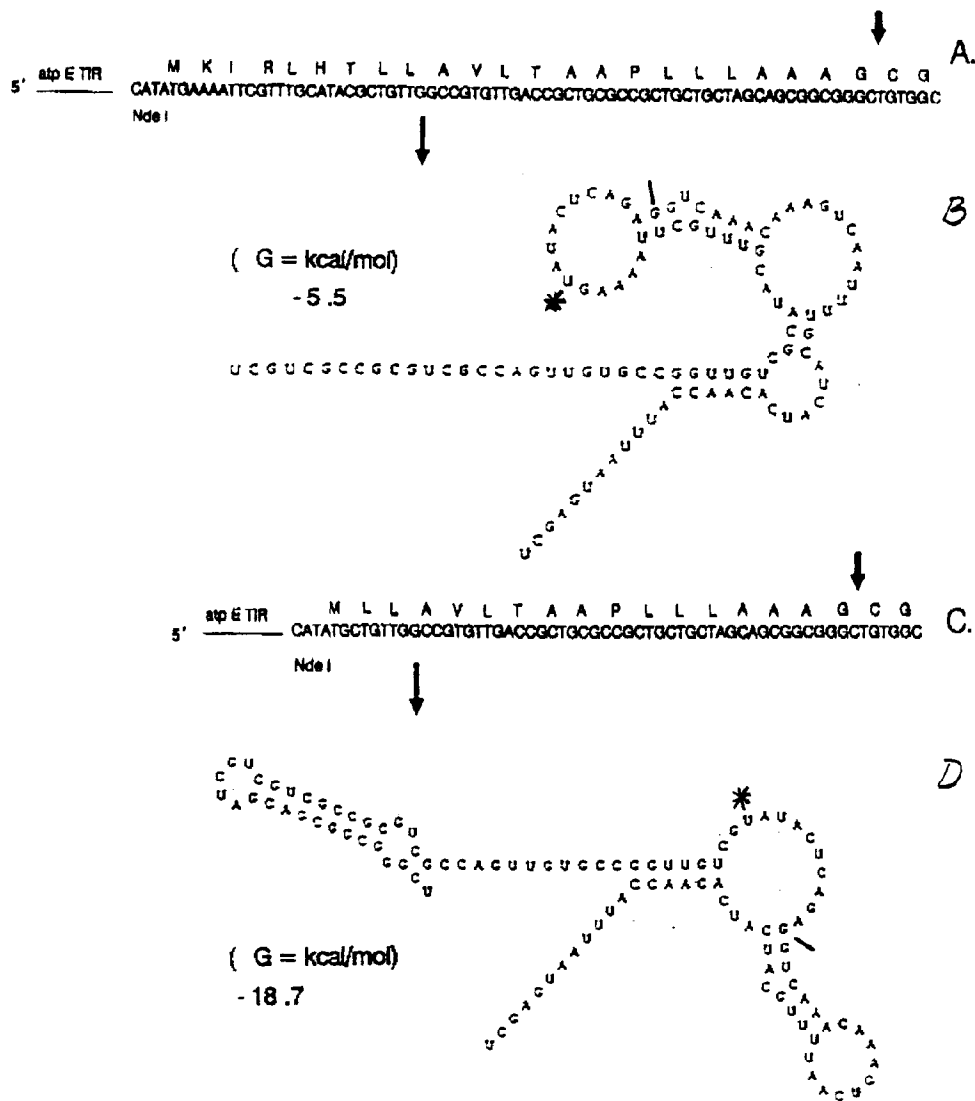 A.
M K I R L H T L L A V L T A A P L L L A A A G C G
5' atp E TIR CATATGAAAATTCGTTTGCATACGCTGTTGGCCGTGTTGACCGCTGCGCCGCTGCTGCTAGCAGCGGCGGGCTGTGGC
Nde I
B
( G = kcal/mol)
- 5 .5
U C G U C G C C G C G U C G C C A G U U G U G C C G G U U G U
A C C A A C A C
U U U A A U G A G C U
M L L A V L T A A P L L L A A A G C G
C.
5' atp E TIR CATATGCTGTTGGCCGTGTTGACCGCTGCGCCGCTGCTGCTAGCAGCGGCGGGCTGTGGC
Nde I
D
G C C A G U U G U G C C G G U U G U
A C C A A C A C
U U U A A U G A G C U
( G = kcal/mol)
- 18 .7